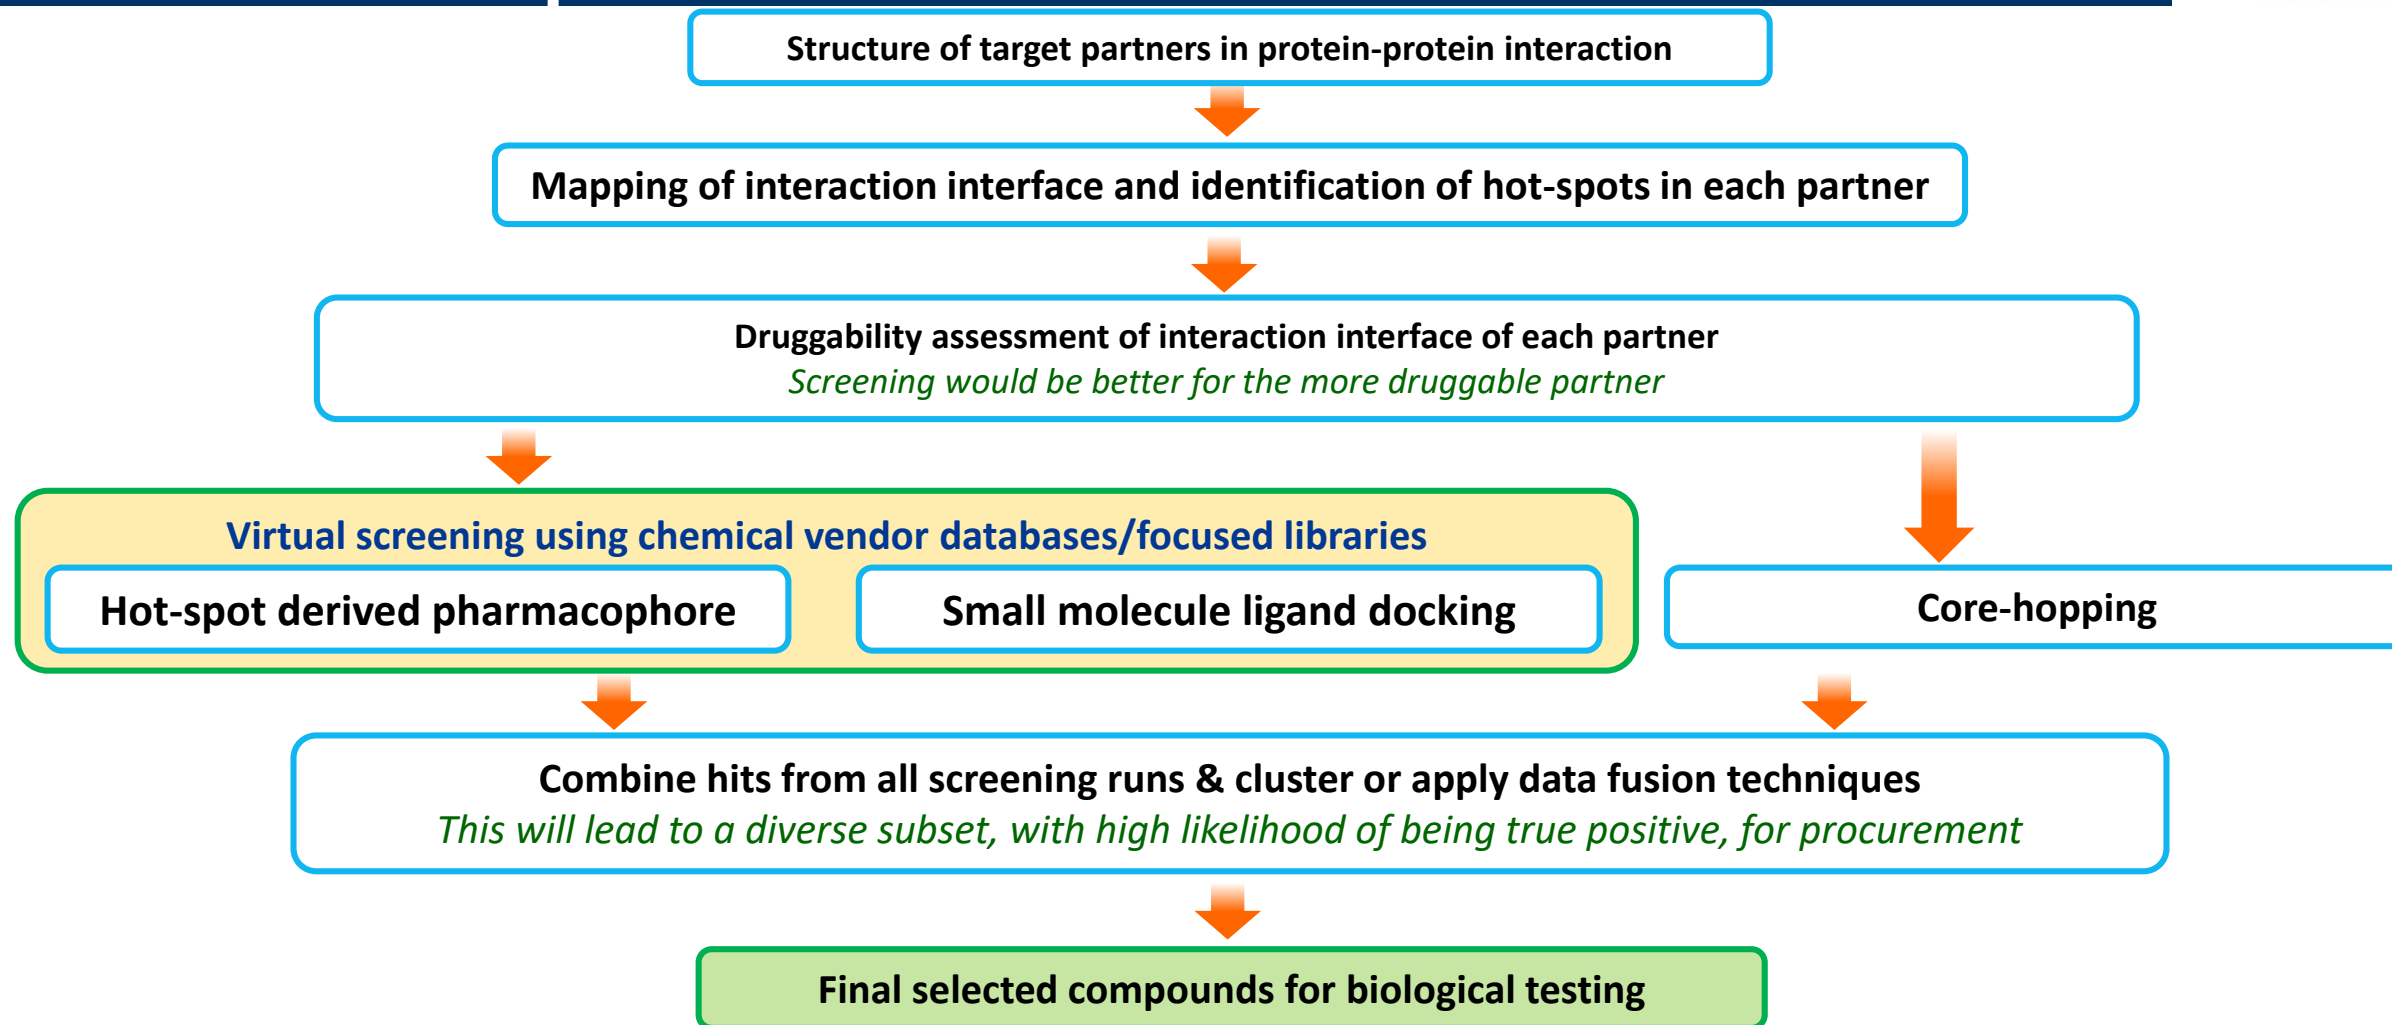 Structure of target partners in protein-protein interaction
Mapping of interaction interface and identification of hot-spots in each partner
Druggability assessment of interaction interface of each partner
Screening would be better for the more druggable partner
Virtual screening using chemical vendor databases/focused libraries
Hot-spot derived pharmacophore
Small molecule ligand docking
Core-hopping
Combine hits from all screening runs & cluster or apply data fusion techniques
This will lead to a diverse subset, with high likelihood of being true positive, for procurement
Final selected compounds for biological testing